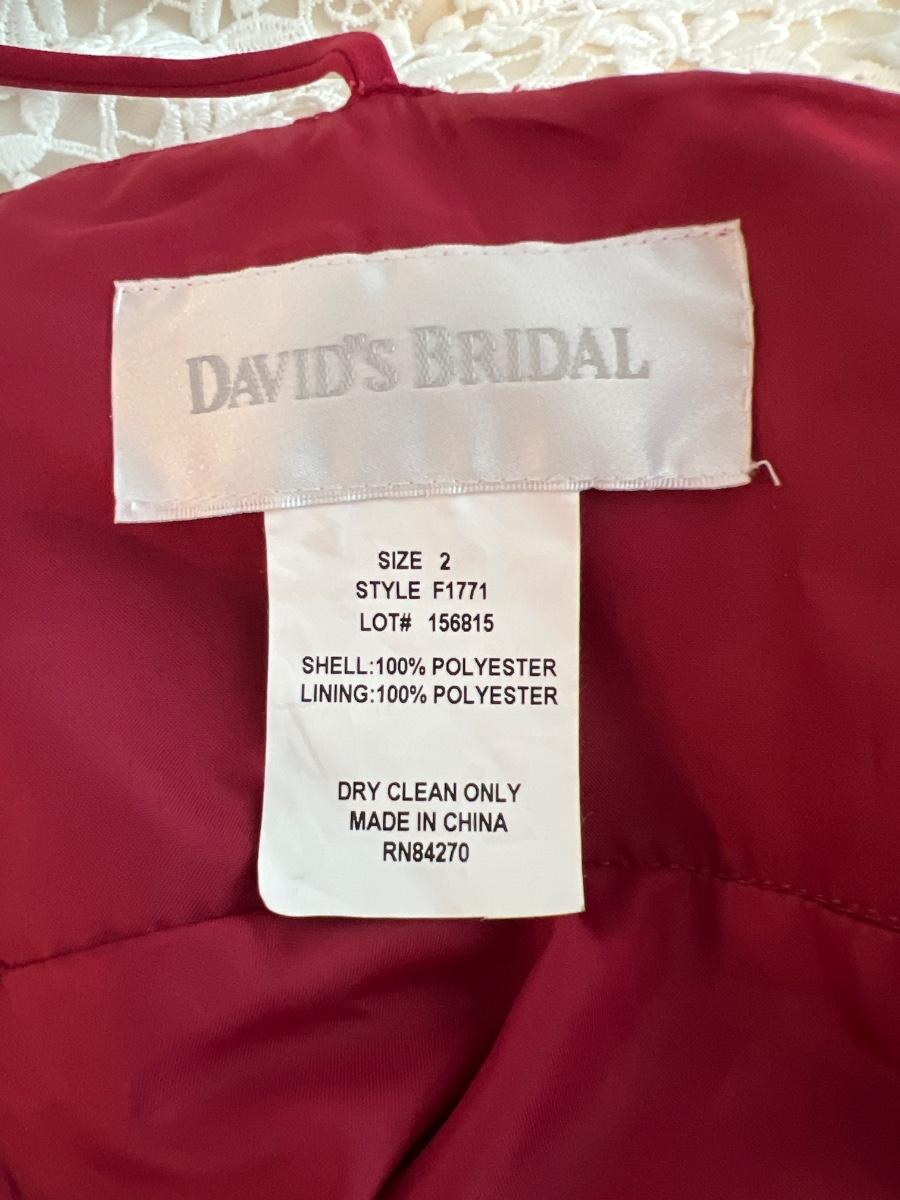 DAVID'S BRIDAL
SIZE 2
STYLE F1771
LOT# 156815
SHELL:100% POLYESTER
LINING:100% POLYESTER
DRY CLEAN ONLY
MADE IN CHINA
RN84270